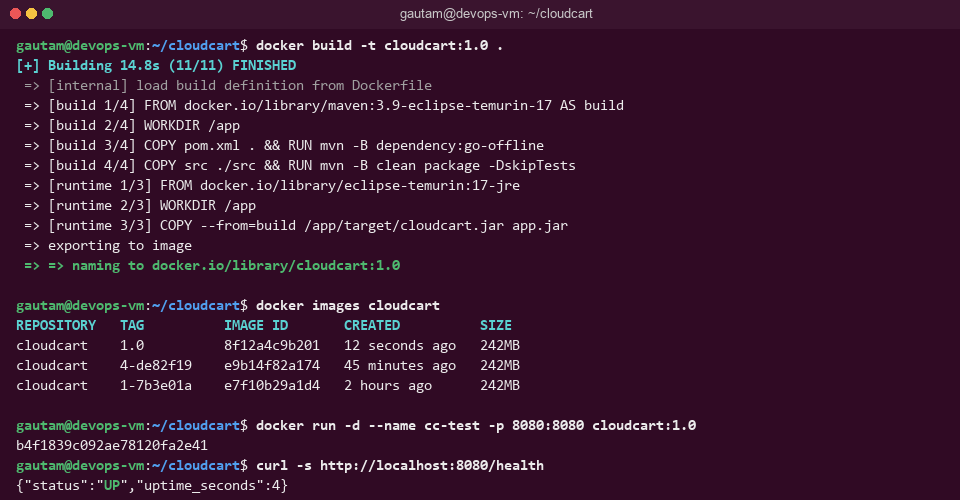 gautam@devops-vm: ~/cloudcart
gautam@devops-vm:~/cloudcart$ docker build -t cloudcart:1.0 .
[+] Building 14.8s (11/11) FINISHED
=> [internal] load build definition from Dockerfile
=> [build 1/4] FROM docker.io/library/maven:3.9-eclipse-temurin-17 AS build
=> [build 2/4] WORKDIR /app
=> [build 3/4] COPY pom.xml . && RUN mvn -B dependency:go-offline
=> [build 4/4] COPY src ./src && RUN mvn -B clean package -DskipTests
=> [runtime 1/3] FROM docker.io/library/eclipse-temurin:17-jre
=> [runtime 2/3] WORKDIR /app
=> [runtime 3/3] COPY --from=build /app/target/cloudcart.jar app.jar
=> exporting to image
=> => naming to docker.io/library/cloudcart:1.0
gautam@devops-vm:~/cloudcart$ docker images cloudcart
REPOSITORY   TAG          IMAGE ID       CREATED          SIZE
cloudcart    1.0          8f12a4c9b201   12 seconds ago   242MB
cloudcart    4-de82f19    e9b14f82a174   45 minutes ago   242MB
cloudcart    1-7b3e01a    e7f10b29a1d4   2 hours ago      242MB
gautam@devops-vm:~/cloudcart$ docker run -d --name cc-test -p 8080:8080 cloudcart:1.0
b4f1839c092ae78120fa2e41
gautam@devops-vm:~/cloudcart$ curl -s http://localhost:8080/health
{"status":"UP","uptime_seconds":4}